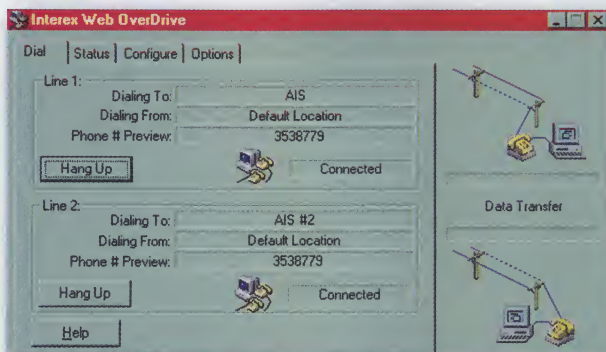 Interex Web OverDrive
Dial Status Configure Options
Line 1:
Dialing To: AIS
Dialing From: Default Location
Phone # Preview: 3538779
Hang Up Connected
Line 2:
Dialing To: AIS #2
Dialing From: Default Location
Phone # Preview: 3538779
Hang Up Connected
Help
Data Transfer